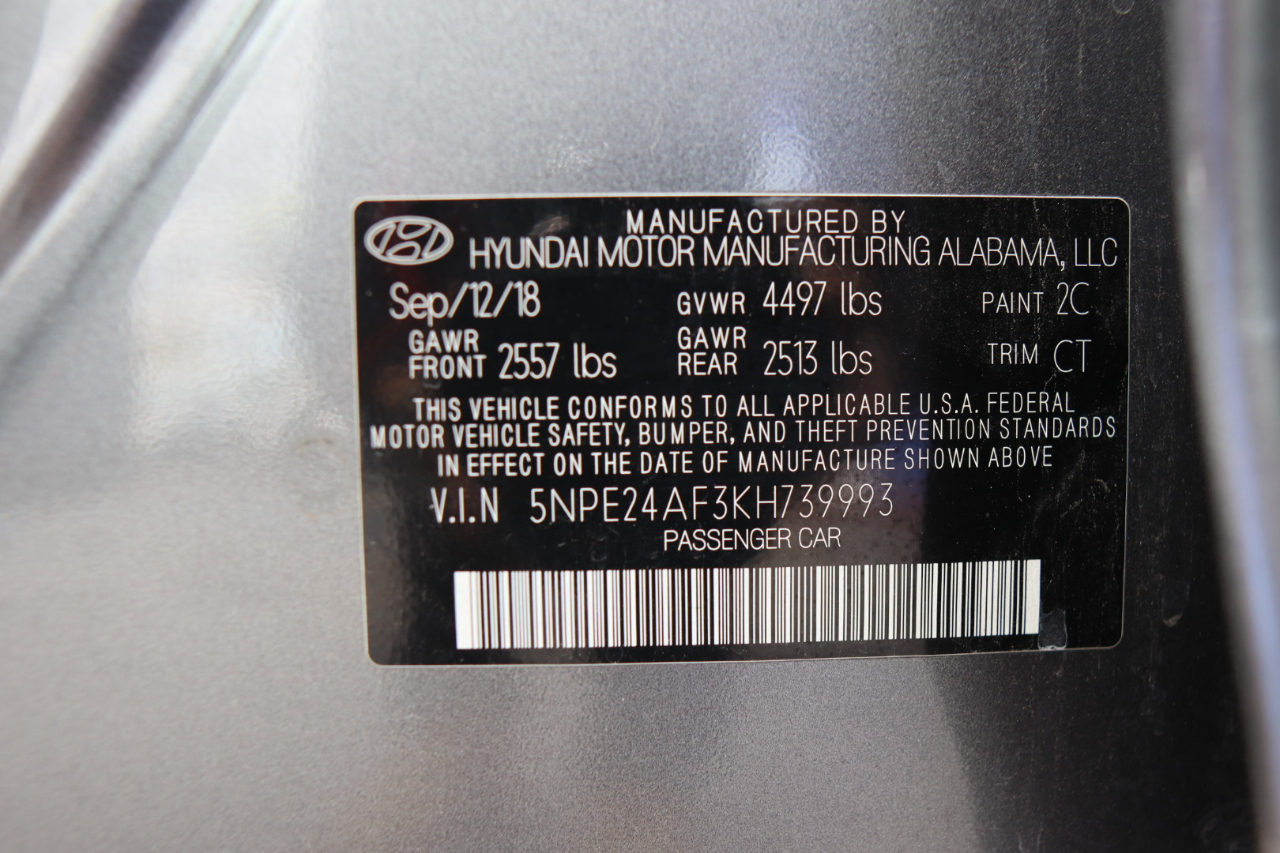 MANUFACTURED BY
HYUNDAI MOTOR MANUFACTURING ALABAMA, LLC
Sep/12/18 GVWR 4497 lbs PAINT 2C
GAWR FRONT 2557 lbs GAWR REAR 2513 lbs TRIM CT
THIS VEHICLE CONFORMS TO ALL APPLICABLE U.S.A. FEDERAL
MOTOR VEHICLE SAFETY, BUMPER, AND THEFT PREVENTION STANDARDS
IN EFFECT ON THE DATE OF MANUFACTURE SHOWN ABOVE
V.I.N 5NPE24AF3KH739993
PASSENGER CAR